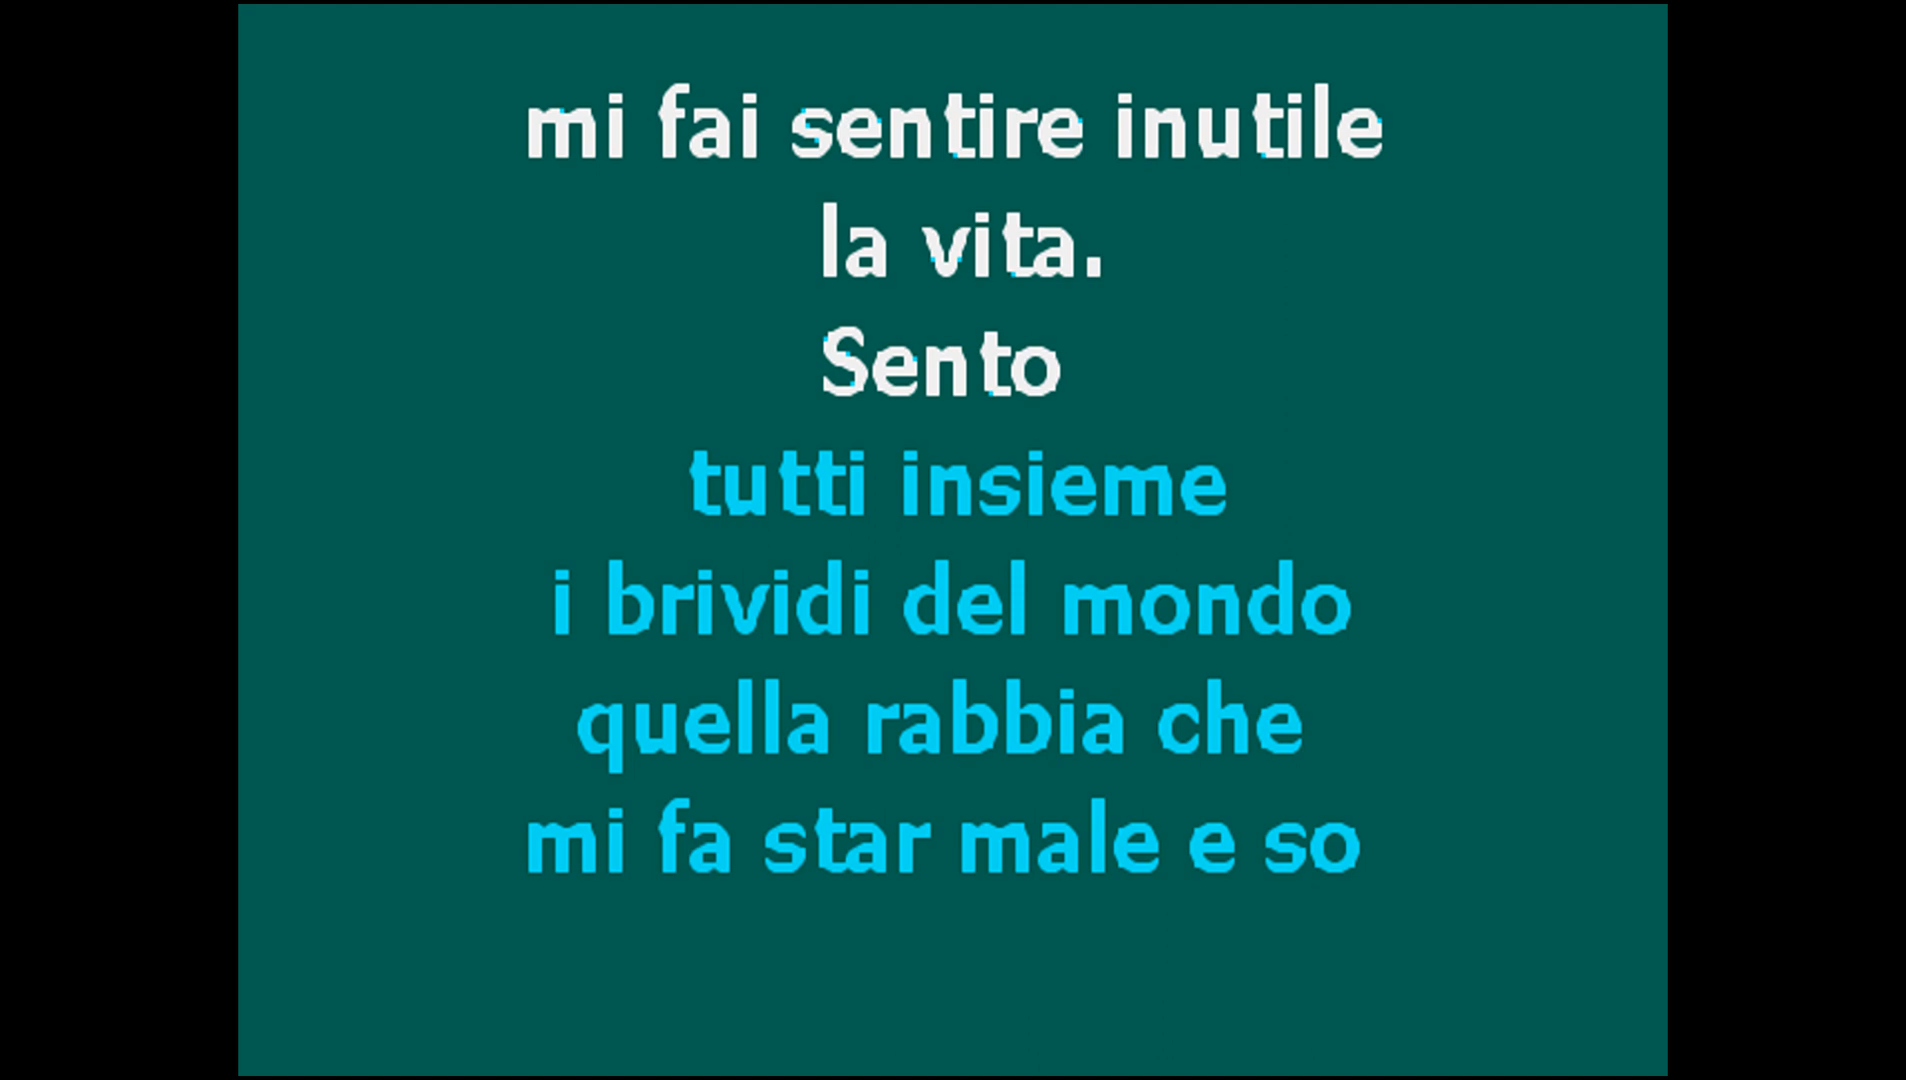 mi fai sentire inutile
la vita.
Sento
tutti insieme
i brividi del mondo
quella rabbia che
mi fa star male e so